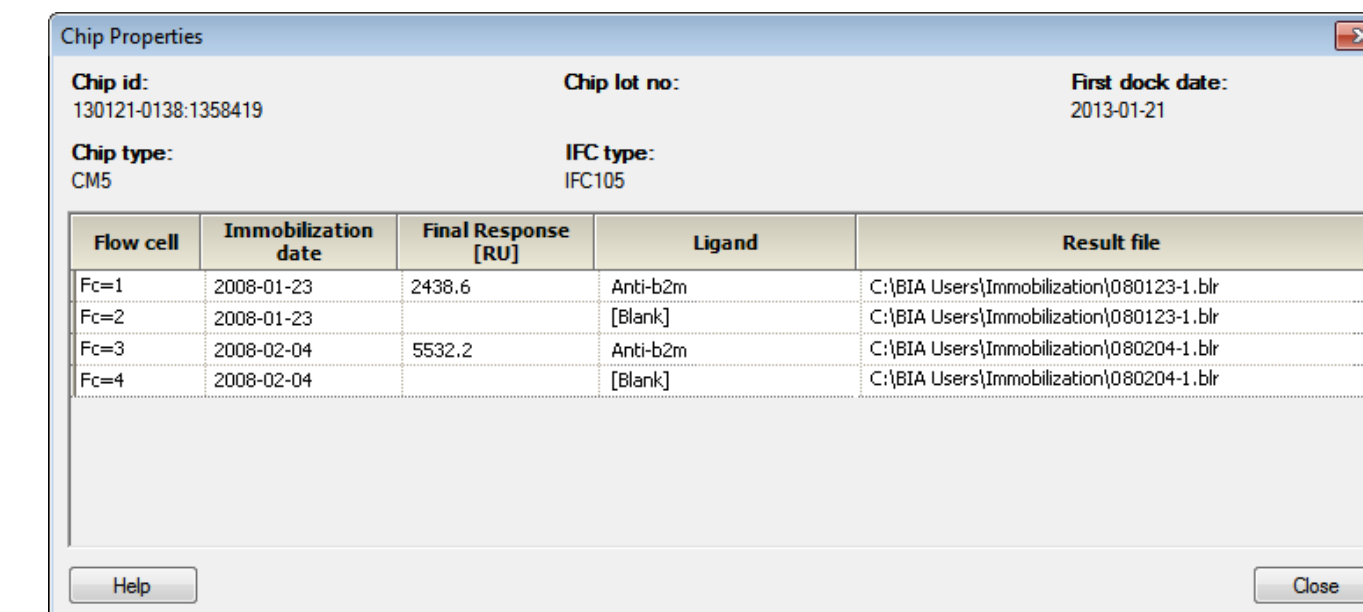 Chip Properties
Chip id: Chip lot no: First dock date:
130121-0138:1358419 2013-01-21
Chip type: IFC type:
CM5 IFC105
Flow cell Immobilization date Final Response [RU] Ligand Result file
Fc=1 2008-01-23 2438.6 Anti-b2m C:\BIA Users\Immobilization\080123-1.blr
Fc=2 2008-01-23 [Blank] C:\BIA Users\Immobilization\080123-1.blr
Fc=3 2008-02-04 5532.2 Anti-b2m C:\BIA Users\Immobilization\080204-1.blr
Fc=4 2008-02-04 [Blank] C:\BIA Users\Immobilization\080204-1.blr
Help Close